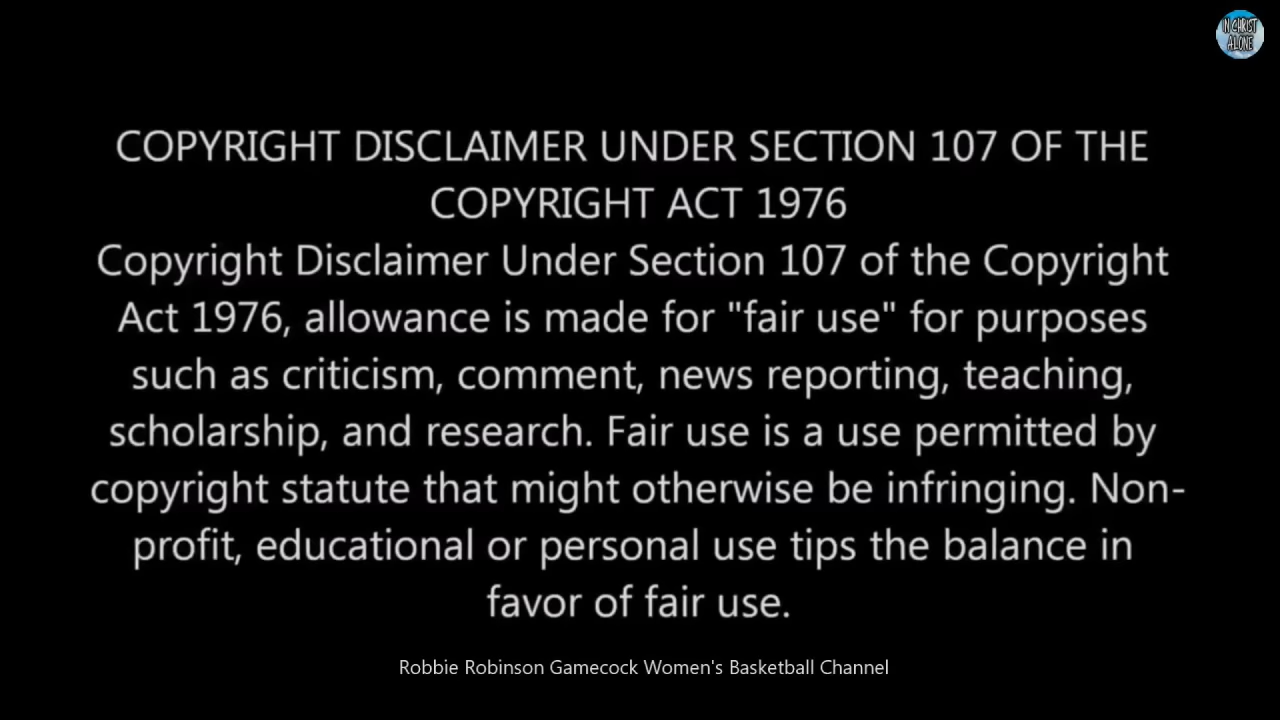 IN CHRIST
ALONE
COPYRIGHT DISCLAIMER UNDER SECTION 107 OF THE
COPYRIGHT ACT 1976
Copyright Disclaimer Under Section 107 of the Copyright
Act 1976, allowance is made for "fair use" for purposes
such as criticism, comment, news reporting, teaching,
scholarship, and research. Fair use is a use permitted by
copyright statute that might otherwise be infringing. Non-
profit, educational or personal use tips the balance in
favor of fair use.
Robbie Robinson Gamecock Women's Basketball Channel